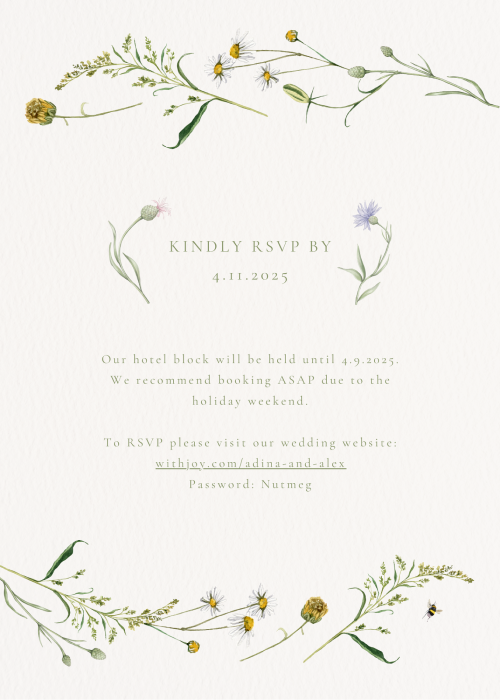 KINDLY RSVP BY
4.11.2025
Our hotel block will be held until 4.9.2025.
We recommend booking ASAP due to the
holiday weekend.
To RSVP please visit our wedding website:
withjoy.com/adina-and-alex
Password: Nutmeg